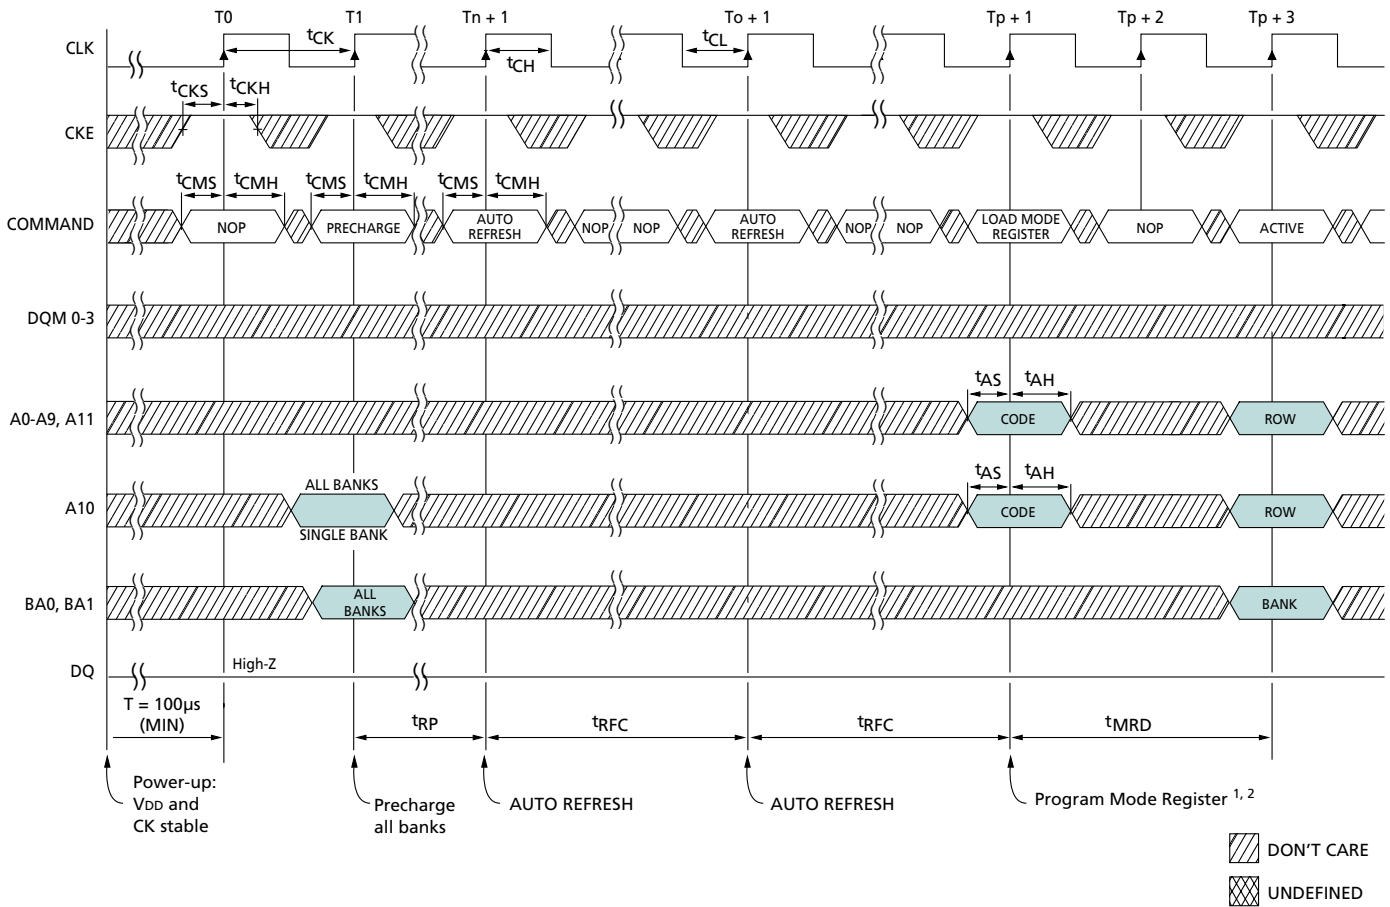 T0 T1 Tn + 1 To + 1 Tp + 1 Tp + 2 Tp + 3
CLK tCK tCH tCL
tCKS tCKH
CKE
tCMS tCMH tCMS tCMH tCMS tCMH
COMMAND NOP PRECHARGE AUTO REFRESH NOP NOP AUTO REFRESH NOP NOP LOAD MODE REGISTER NOP ACTIVE
DQM 0-3
tAS tAH
A0-A9, A11 CODE ROW
ALL BANKS tAS tAH
A10 CODE ROW
SINGLE BANK
BA0, BA1 ALL BANKS BANK
DQ High-Z
T = 100µs
(MIN) tRP tRFC tRFC tMRD
Power-up:
VDD and
CK stable
Precharge
all banks
AUTO REFRESH
AUTO REFRESH
Program Mode Register 1, 2
DON'T CARE
UNDEFINED